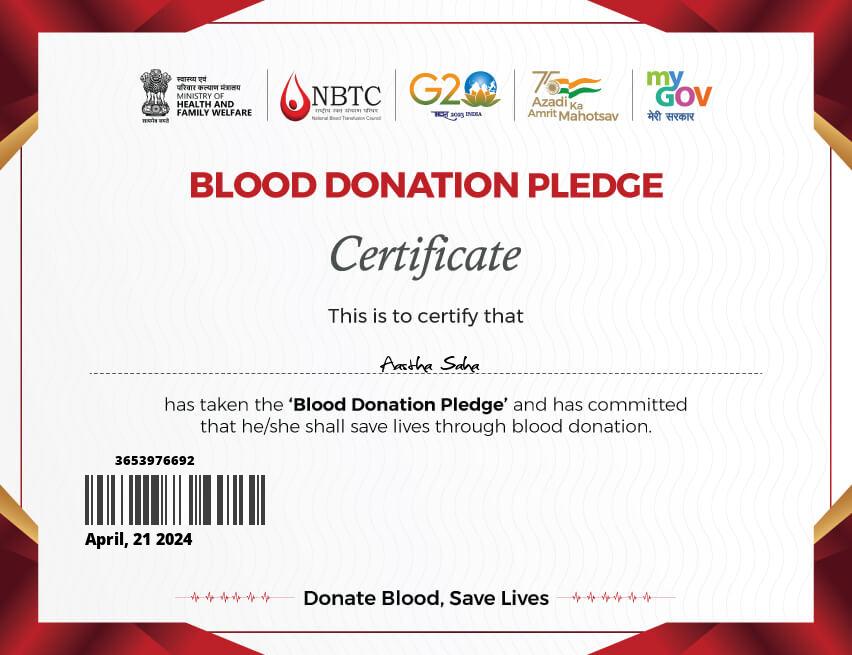 स्वास्थ्य एवं
परिवार कल्याण मंत्रालय
MINISTRY OF
HEALTH AND
FAMILY WELFARE
सत्यमेव जयते
NBTC
राष्ट्रीय रक्त संचरण परिषद
National Blood Transfusion Council
G20
भारत 2023 INDIA
75
Azadi Ka
Amrit Mahotsav
my
GOV
मेरी सरकार
BLOOD DONATION PLEDGE
Certificate
This is to certify that
Aastha Saha
has taken the ‘Blood Donation Pledge’ and has committed
that he/she shall save lives through blood donation.
3653976692
April, 21 2024
Donate Blood, Save Lives